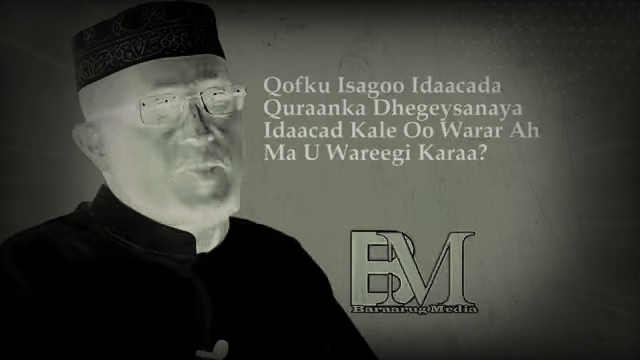 Qofku Isagoo Idaacada
Quraanka Dhegeysanaya
Idaacad Kale Oo Warar Ah
Ma U Wareegi Karaa?
BM
Baraarug Media